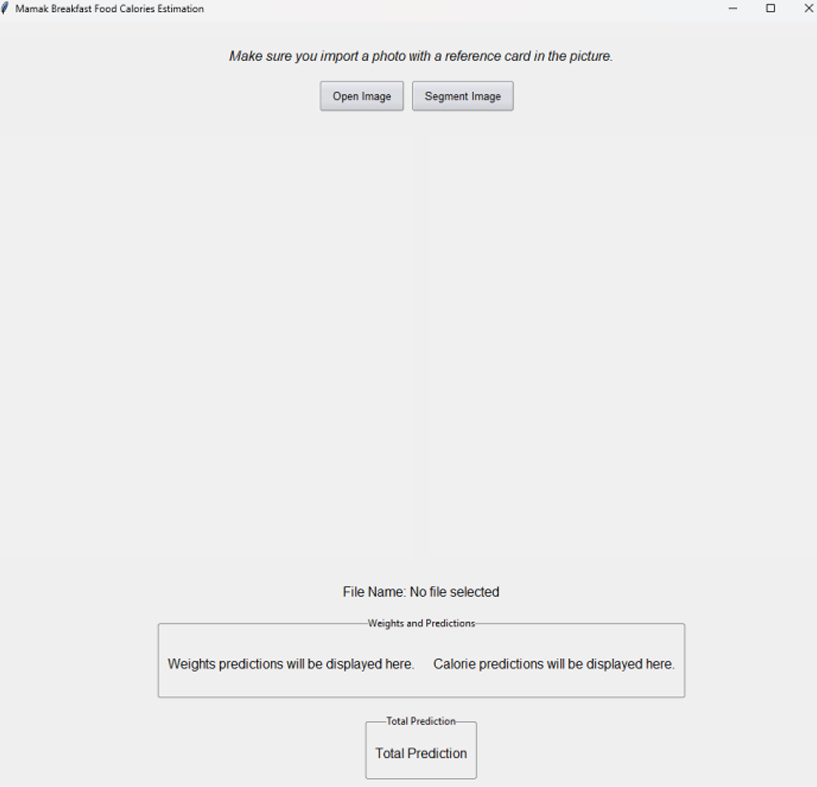 Mamak Breakfast Food Calories Estimation
Make sure you import a photo with a reference card in the picture.
Open Image Segment Image
File Name: No file selected
Weights and Predictions
Weights predictions will be displayed here. Calorie predictions will be displayed here.
Total Prediction
Total Prediction